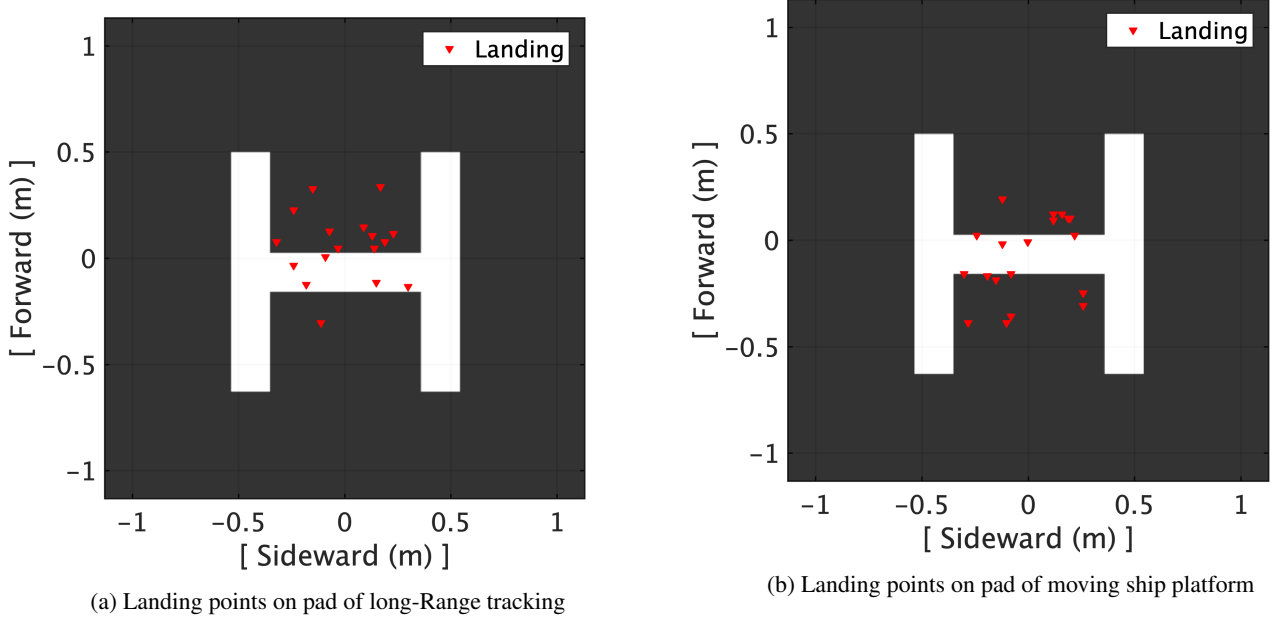 Landing
1
0.5
0
−0.5
−1
[ Forward (m) ]
−1 −0.5 0 0.5 1
[ Sideward (m) ]
(a) Landing points on pad of long-Range tracking
Landing
1
0.5
0
−0.5
−1
[ Forward (m) ]
−1 −0.5 0 0.5 1
[ Sideward (m) ]
(b) Landing points on pad of moving ship platform